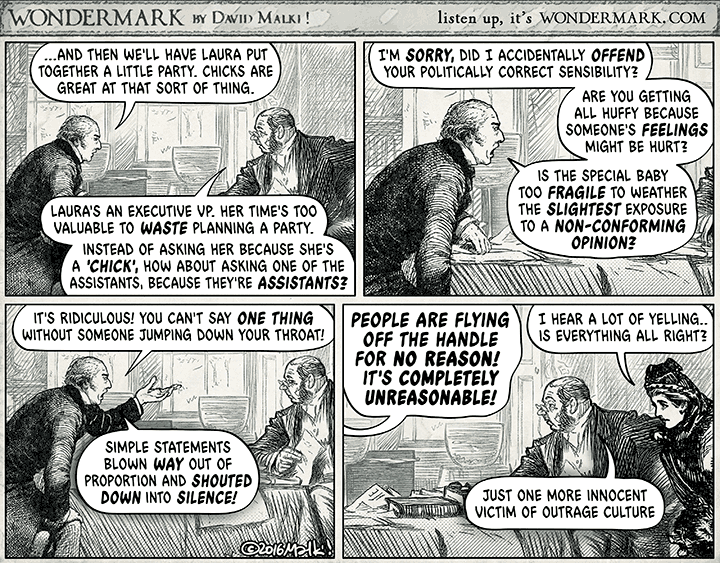 WONDERMARK BY DAVID MALKI !
listen up, it's WONDERMARK.COM
...AND THEN WE'LL HAVE LAURA PUT
TOGETHER A LITTLE PARTY. CHICKS ARE
GREAT AT THAT SORT OF THING.
LAURA'S AN EXECUTIVE VP. HER TIME'S TOO
VALUABLE TO WASTE PLANNING A PARTY.
INSTEAD OF ASKING HER BECAUSE SHE'S
A 'CHICK', HOW ABOUT ASKING ONE OF THE
ASSISTANTS, BECAUSE THEY'RE ASSISTANTS?
I'M SORRY, DID I ACCIDENTALLY OFFEND
YOUR POLITICALLY CORRECT SENSIBILITY?
ARE YOU GETTING
ALL HUFFY BECAUSE
SOMEONE'S FEELINGS
MIGHT BE HURT?
IS THE SPECIAL BABY
TOO FRAGILE TO WEATHER
THE SLIGHTEST EXPOSURE
TO A NON-CONFORMING
OPINION?
IT'S RIDICULOUS! YOU CAN'T SAY ONE THING
WITHOUT SOMEONE JUMPING DOWN YOUR THROAT!
SIMPLE STATEMENTS
BLOWN WAY OUT OF
PROPORTION AND SHOUTED
DOWN INTO SILENCE!
©2016 Malki !
PEOPLE ARE FLYING
OFF THE HANDLE
FOR NO REASON!
IT'S COMPLETELY
UNREASONABLE!
I HEAR A LOT OF YELLING..
IS EVERYTHING ALL RIGHT?
JUST ONE MORE INNOCENT
VICTIM OF OUTRAGE CULTURE